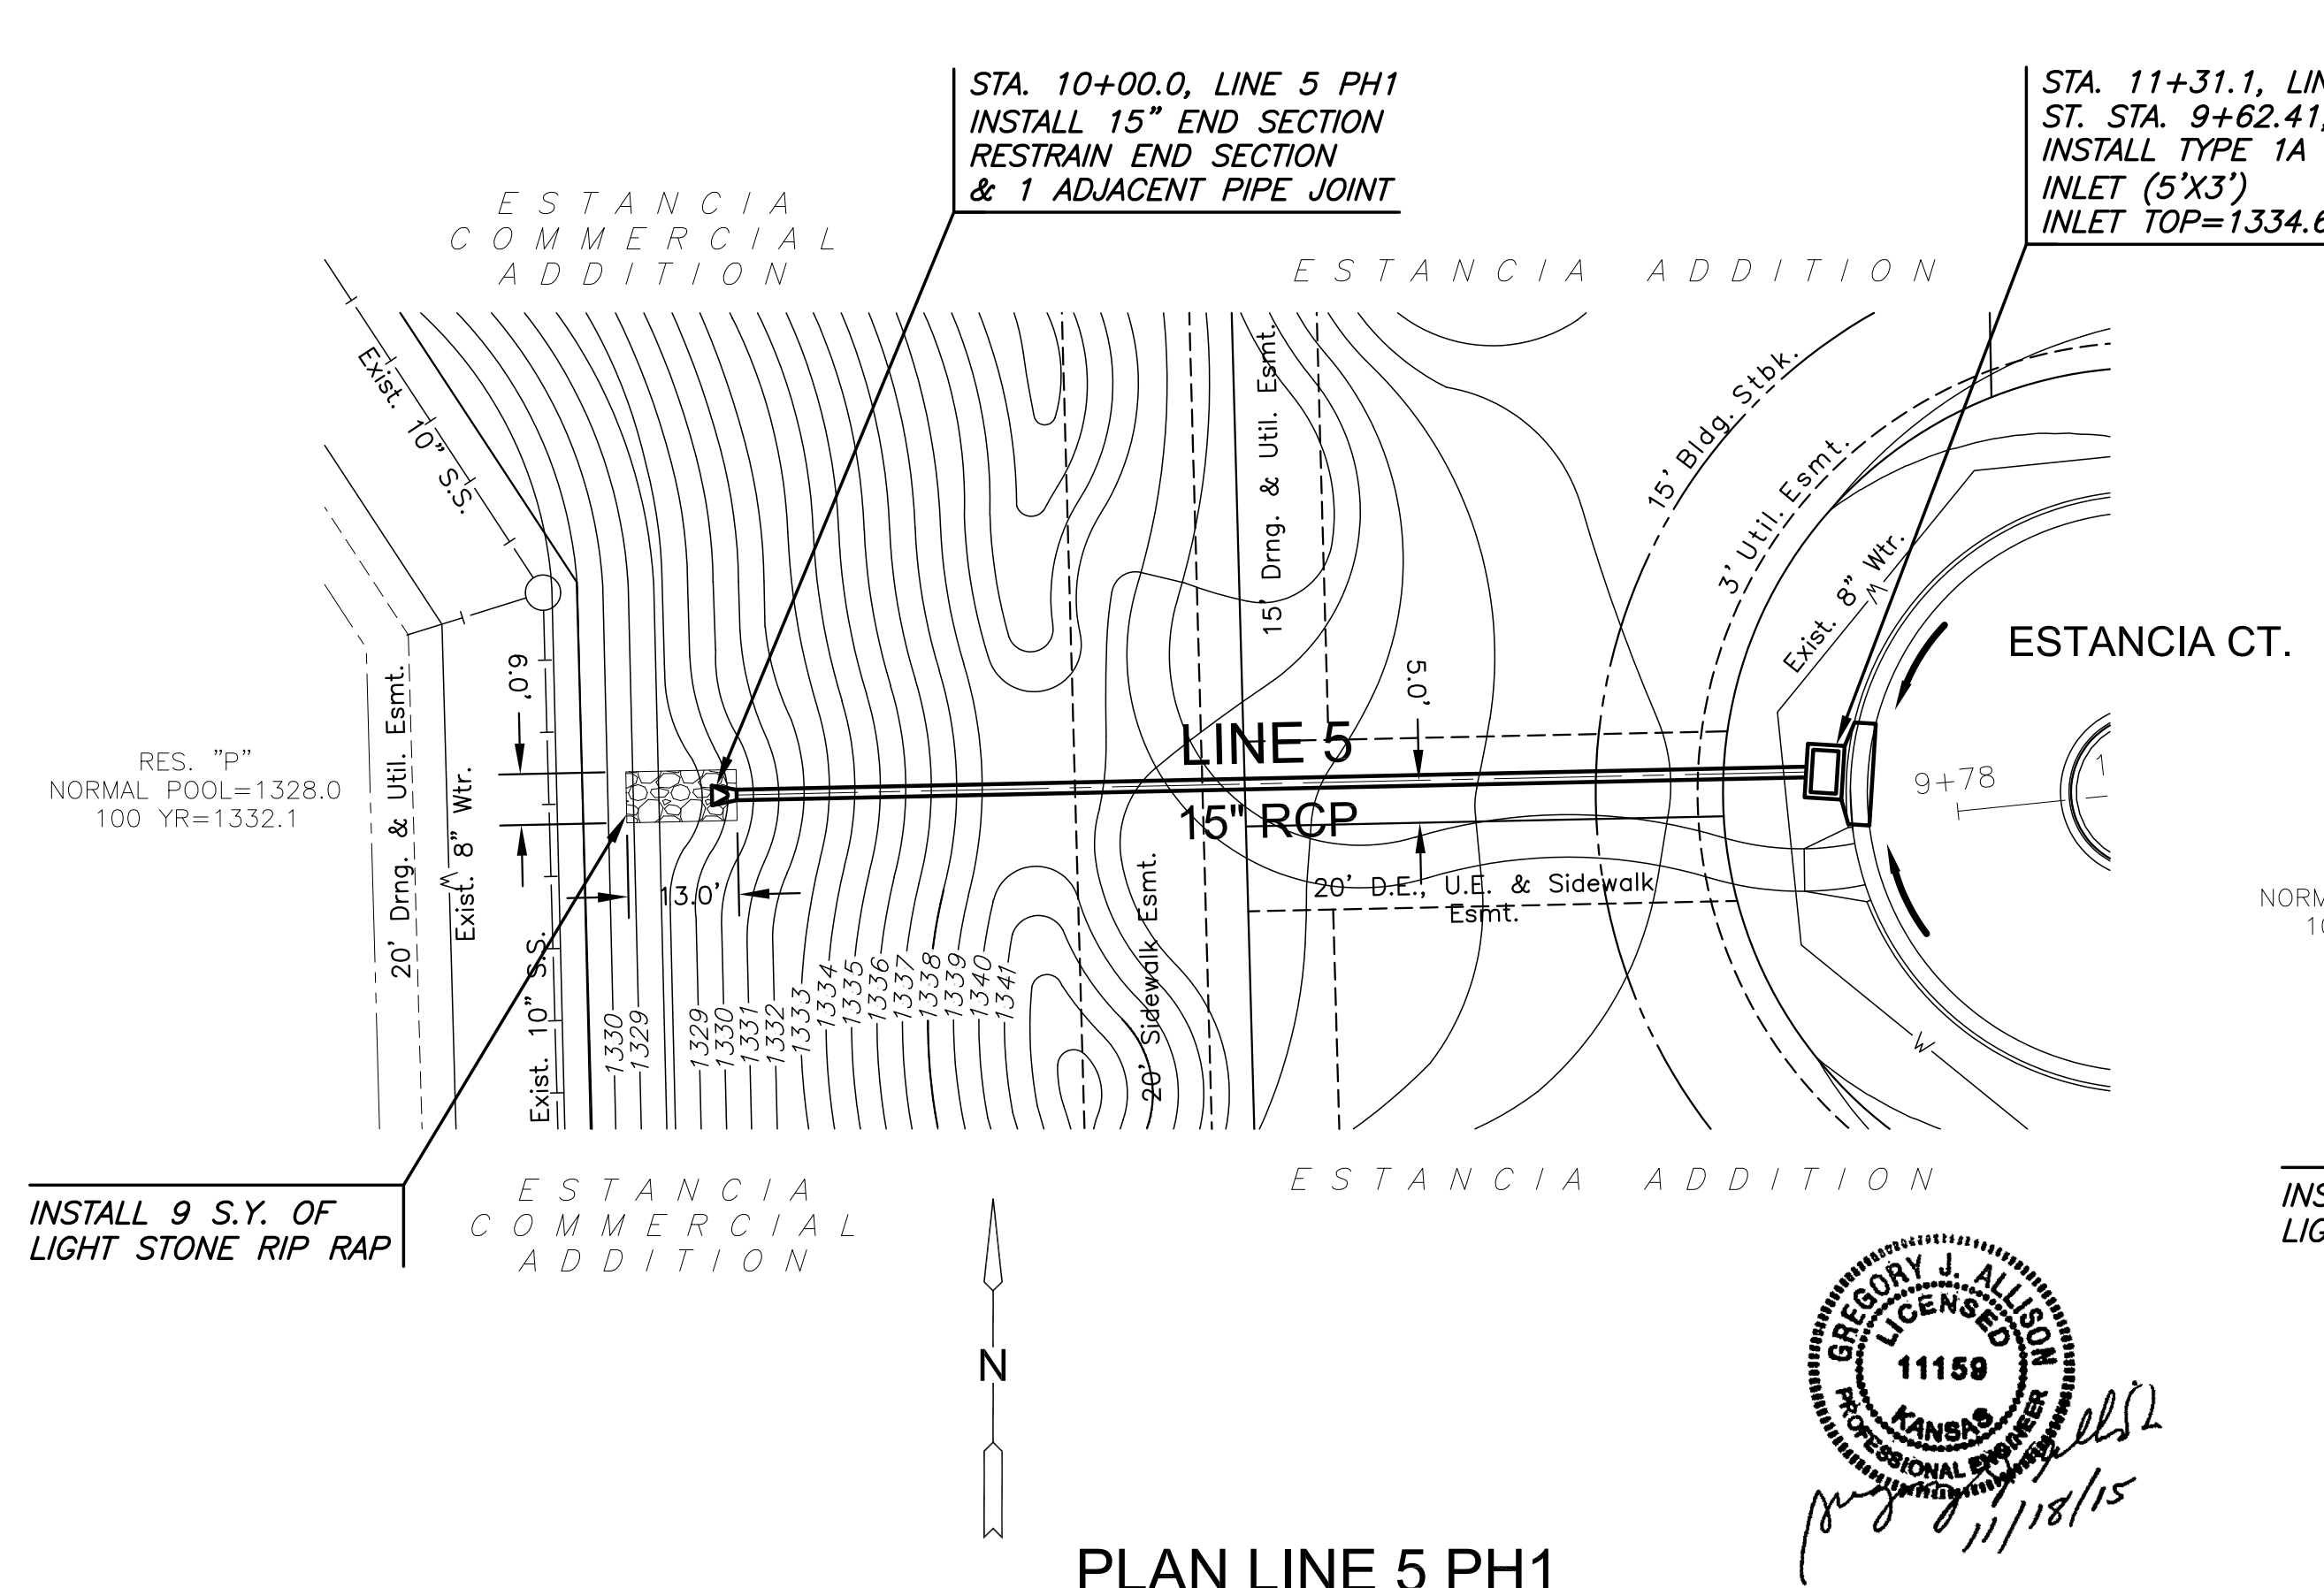 STA. 10+00.0, LINE 5 PH1
INSTALL 15" END SECTION
RESTRAIN END SECTION
& 1 ADJACENT PIPE JOINT
STA. 11+31.1, LIN
ST. STA. 9+62.41,
INSTALL TYPE 1A
INLET (5'X3')
INLET TOP=1334.6
ESTANCIA
COMMERCIAL
ADDITION
ESTANCIA ADDITION
Exist. 10" S.S.
15' Drng. & Util. Esmt.
15' Bldg. Stbk.
3' Util. Esmt.
Exist. 8" Wtr.
W
ESTANCIA CT.
6.0'
5.0'
RES. "P"
NORMAL POOL=1328.0
100 YR=1332.1
20' Drng. & Util. Esmt.
Exist. 8" Wtr.
W
LINE 5
15" RCP
9+78
1
13.0'
20' D.E., U.E. & Sidewalk
Esmt.
20' Sidewalk Esmt.
Exist. 10" S.S.
1330
1329
1329
1330
1331
1332
1333
1334
1335
1336
1337
1338
1339
1340
1341
W
NORM
10
INSTALL 9 S.Y. OF
LIGHT STONE RIP RAP
ESTANCIA
COMMERCIAL
ADDITION
ESTANCIA ADDITION
INS
LIG
N
GREGORY J. ALLISON
LICENSED
11159
KANSAS
PROFESSIONAL ENGINEER
11/18/15
PLAN LINE 5 PH1